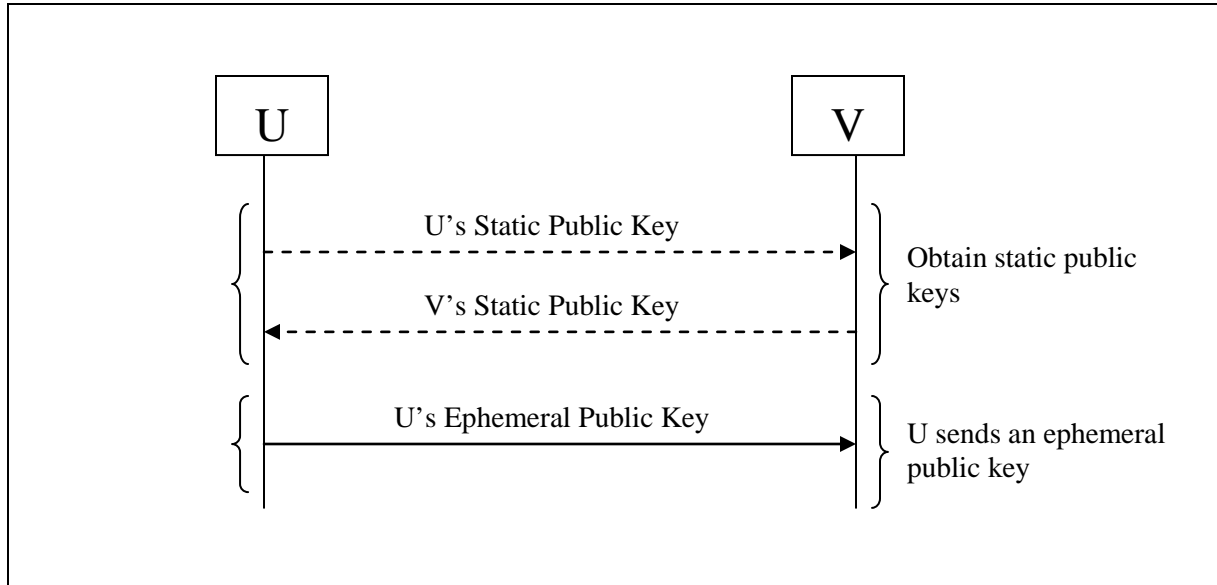 U
V
U’s Static Public Key
V’s Static Public Key
Obtain static public
keys
U’s Ephemeral Public Key
U sends an ephemeral
public key